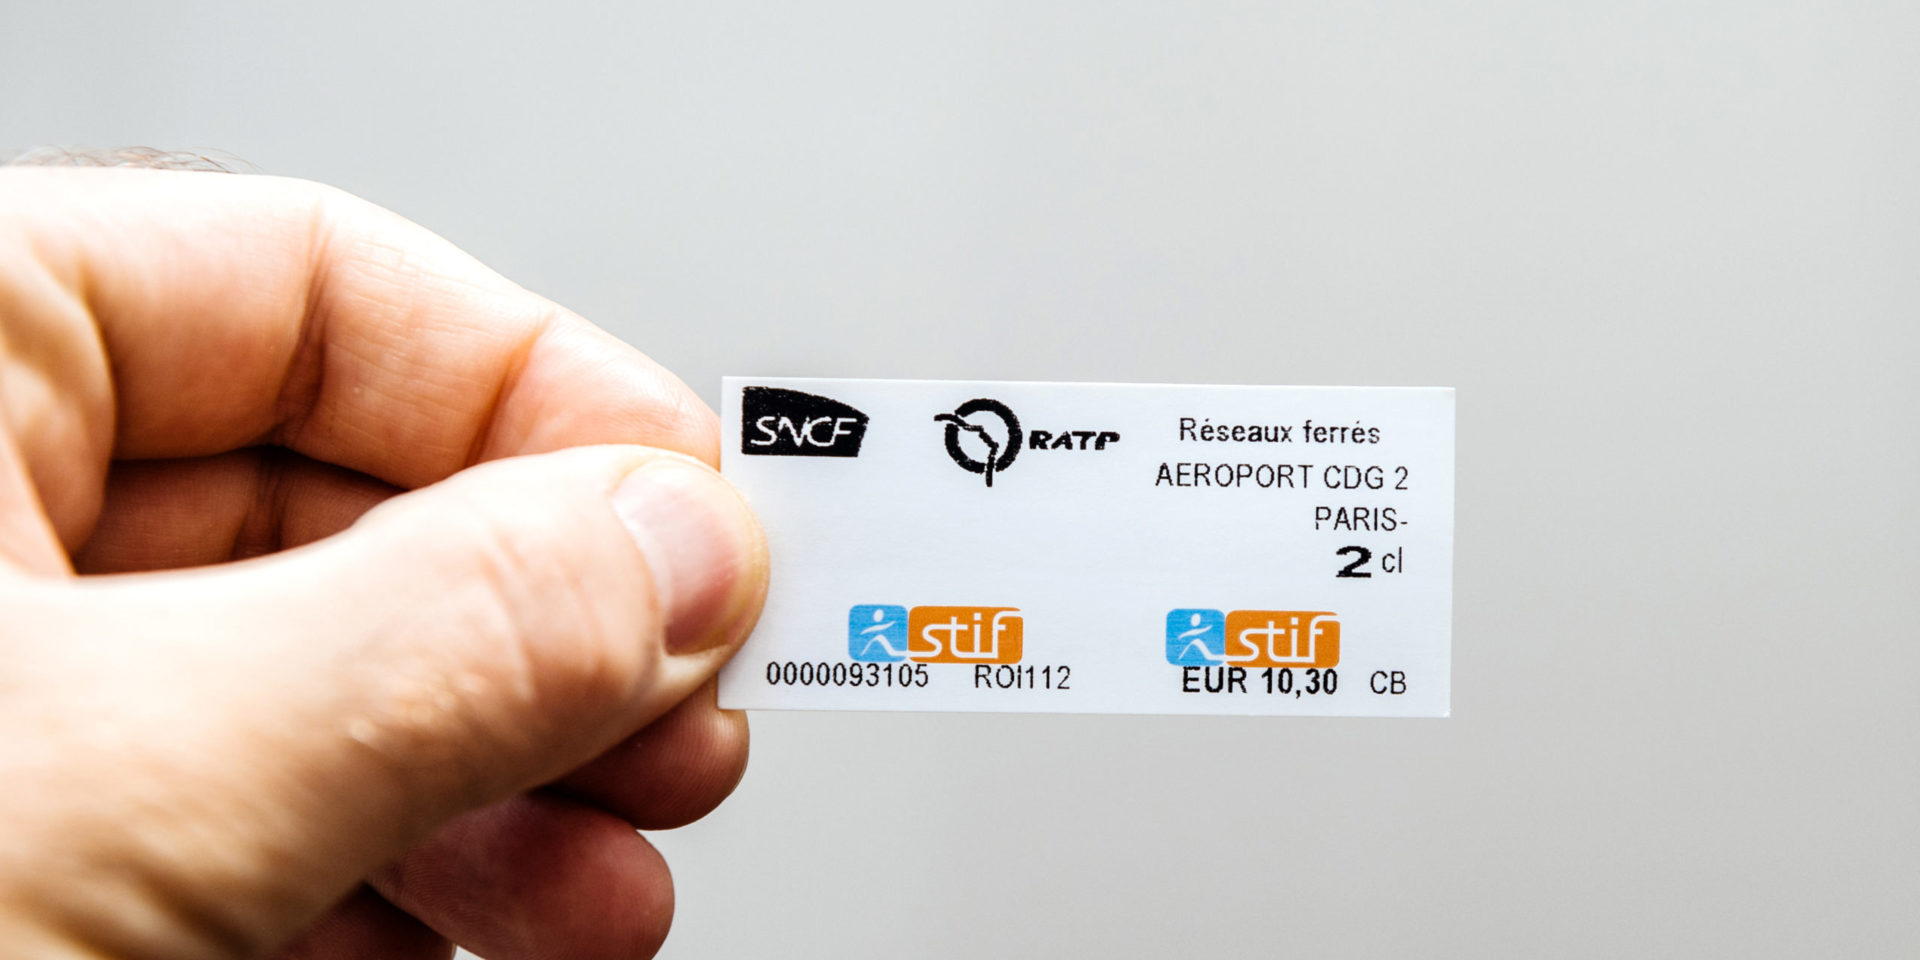 SNCF
RATP
Réseaux ferrés
AEROPORT CDG 2
PARIS-
2 cl
stif stif
0000093105 ROI112 EUR 10,30 CB